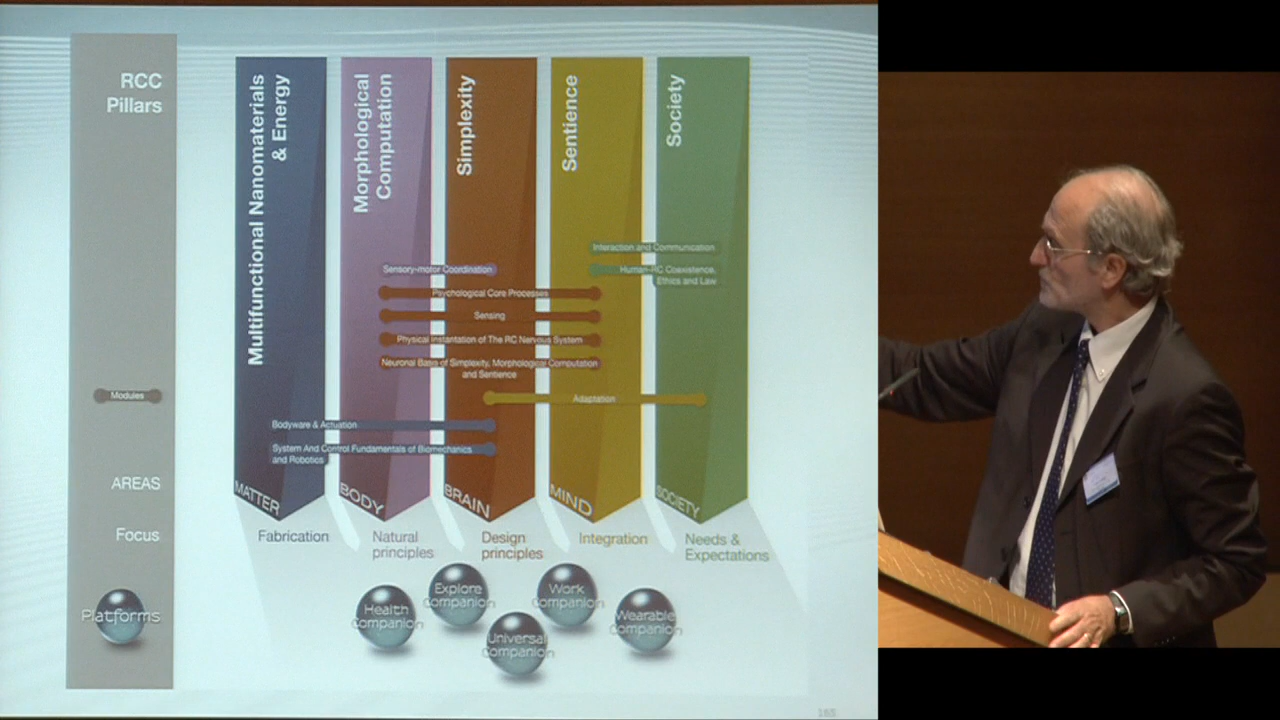 RCC
Pillars
Multifunctional Nanomaterials
& Energy
Morphological
Computation
Simplexity
Sentience
Society
Interaction and Communication
Sensory-motor Coordination
Human-RC Coexistence,
Ethics and Law
Psychological Core Processes
Sensing
Physical Instantation of The RC Nervous System
Neuronal Basis of Simplexity, Morphological Computation
and Sentience
Modules
Adaptation
Bodyware & Actuation
System And Control Fundamentals of Biomechanics
and Robotics
AREAS
MATTER
BODY
BRAIN
MIND
SOCIETY
Focus
Fabrication
Natural
principles
Design
principles
Integration
Needs &
Expectations
Platforms
Health
Companion
Explore
Companion
Universal
Companion
Work
Companion
Wearable
Companion
165